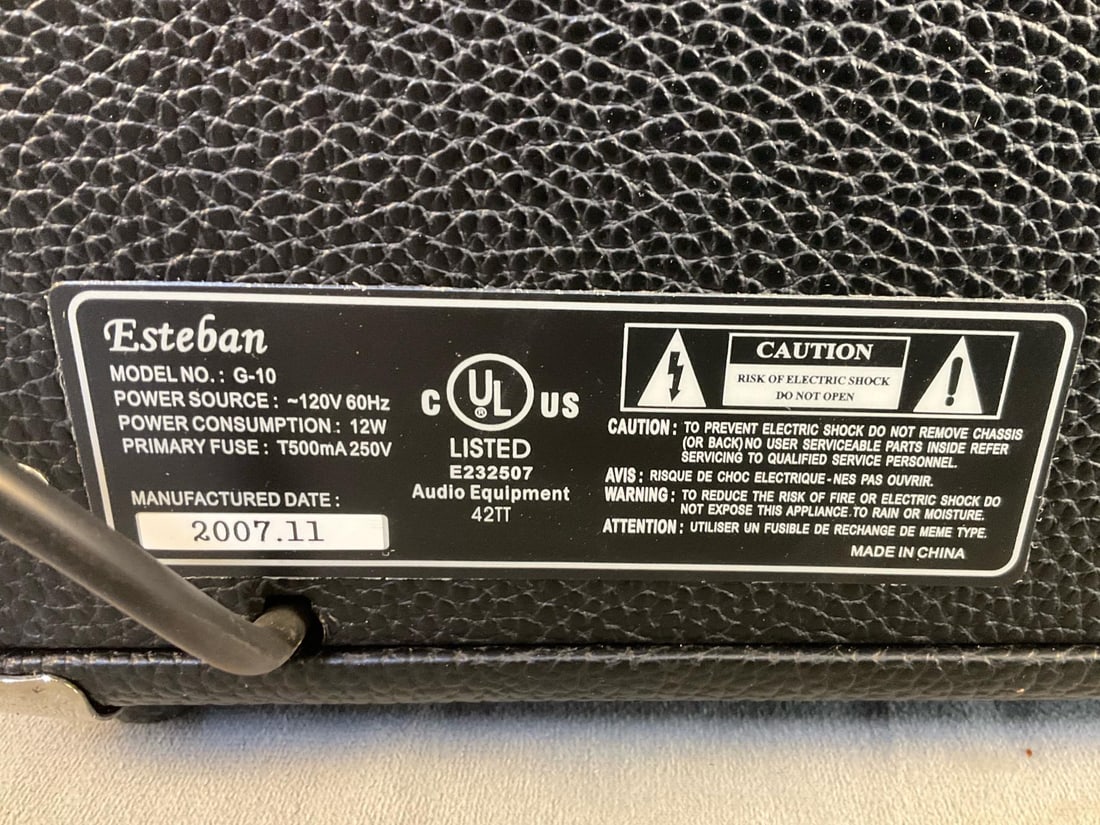 Esteban
MODEL NO.: G-10
POWER SOURCE: ~120V 60Hz
POWER CONSUMPTION: 12W
PRIMARY FUSE: T500mA 250V
MANUFACTURED DATE:
2007.11
C UL ® US
LISTED
E232507
Audio Equipment
42TT
CAUTION
RISK OF ELECTRIC SHOCK
DO NOT OPEN
CAUTION: TO PREVENT ELECTRIC SHOCK DO NOT REMOVE CHASSIS
(OR BACK) NO USER SERVICEABLE PARTS INSIDE REFER
SERVICING TO QUALIFIED SERVICE PERSONNEL.
AVIS: RISQUE DE CHOC ELECTRIQUE-NES PAS OUVRIR.
WARNING: TO REDUCE THE RISK OF FIRE OR ELECTRIC SHOCK DO
NOT EXPOSE THIS APPLIANCE.TO RAIN OR MOISTURE.
ATTENTION: UTILISER UN FUSIBLE DE RECHANGE DE MEME TYPE.
MADE IN CHINA